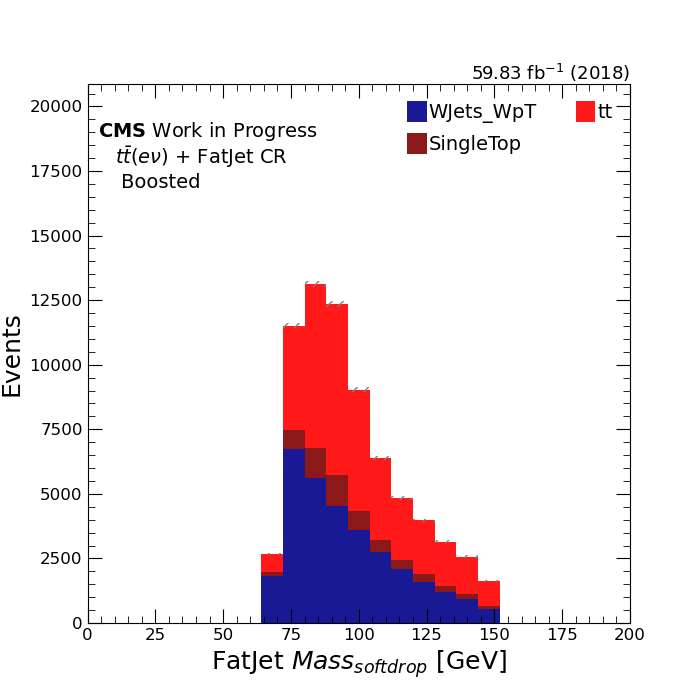 59.83 fb⁻¹ (2018)
WJets_WpT
tt
SingleTop
CMS Work in Progress
tt̄(eν) + FatJet CR
Boosted
20000
17500
15000
12500
10000
7500
5000
2500
0
Events
0 25 50 75 100 125 150 175 200
FatJet Mass_softdrop [GeV]